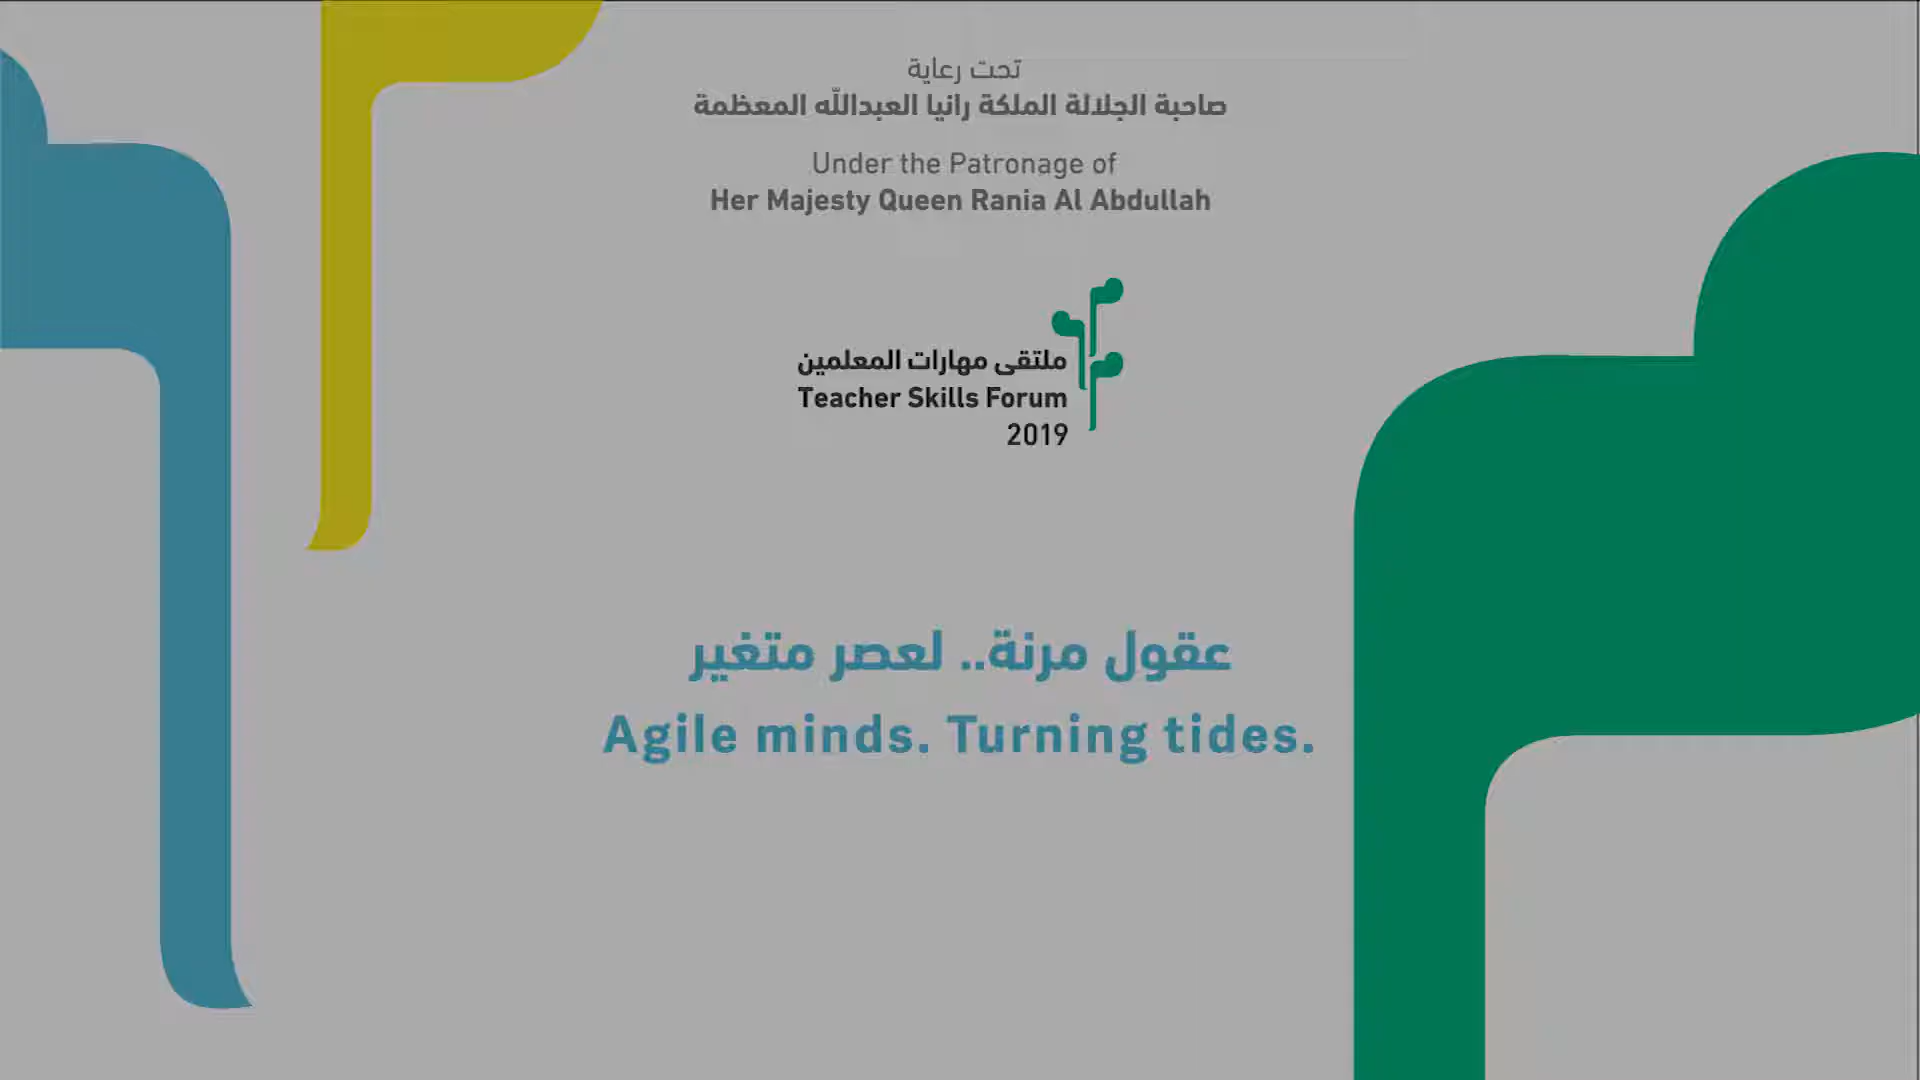 تحت رعاية
صاحبة الجلالة الملكة رانيا العبدالله المعظمة
Under the Patronage of
Her Majesty Queen Rania Al Abdullah
ملتقى مهارات المعلمين
Teacher Skills Forum
2019
عقول مرنة.. لعصر متغير
Agile minds. Turning tides.